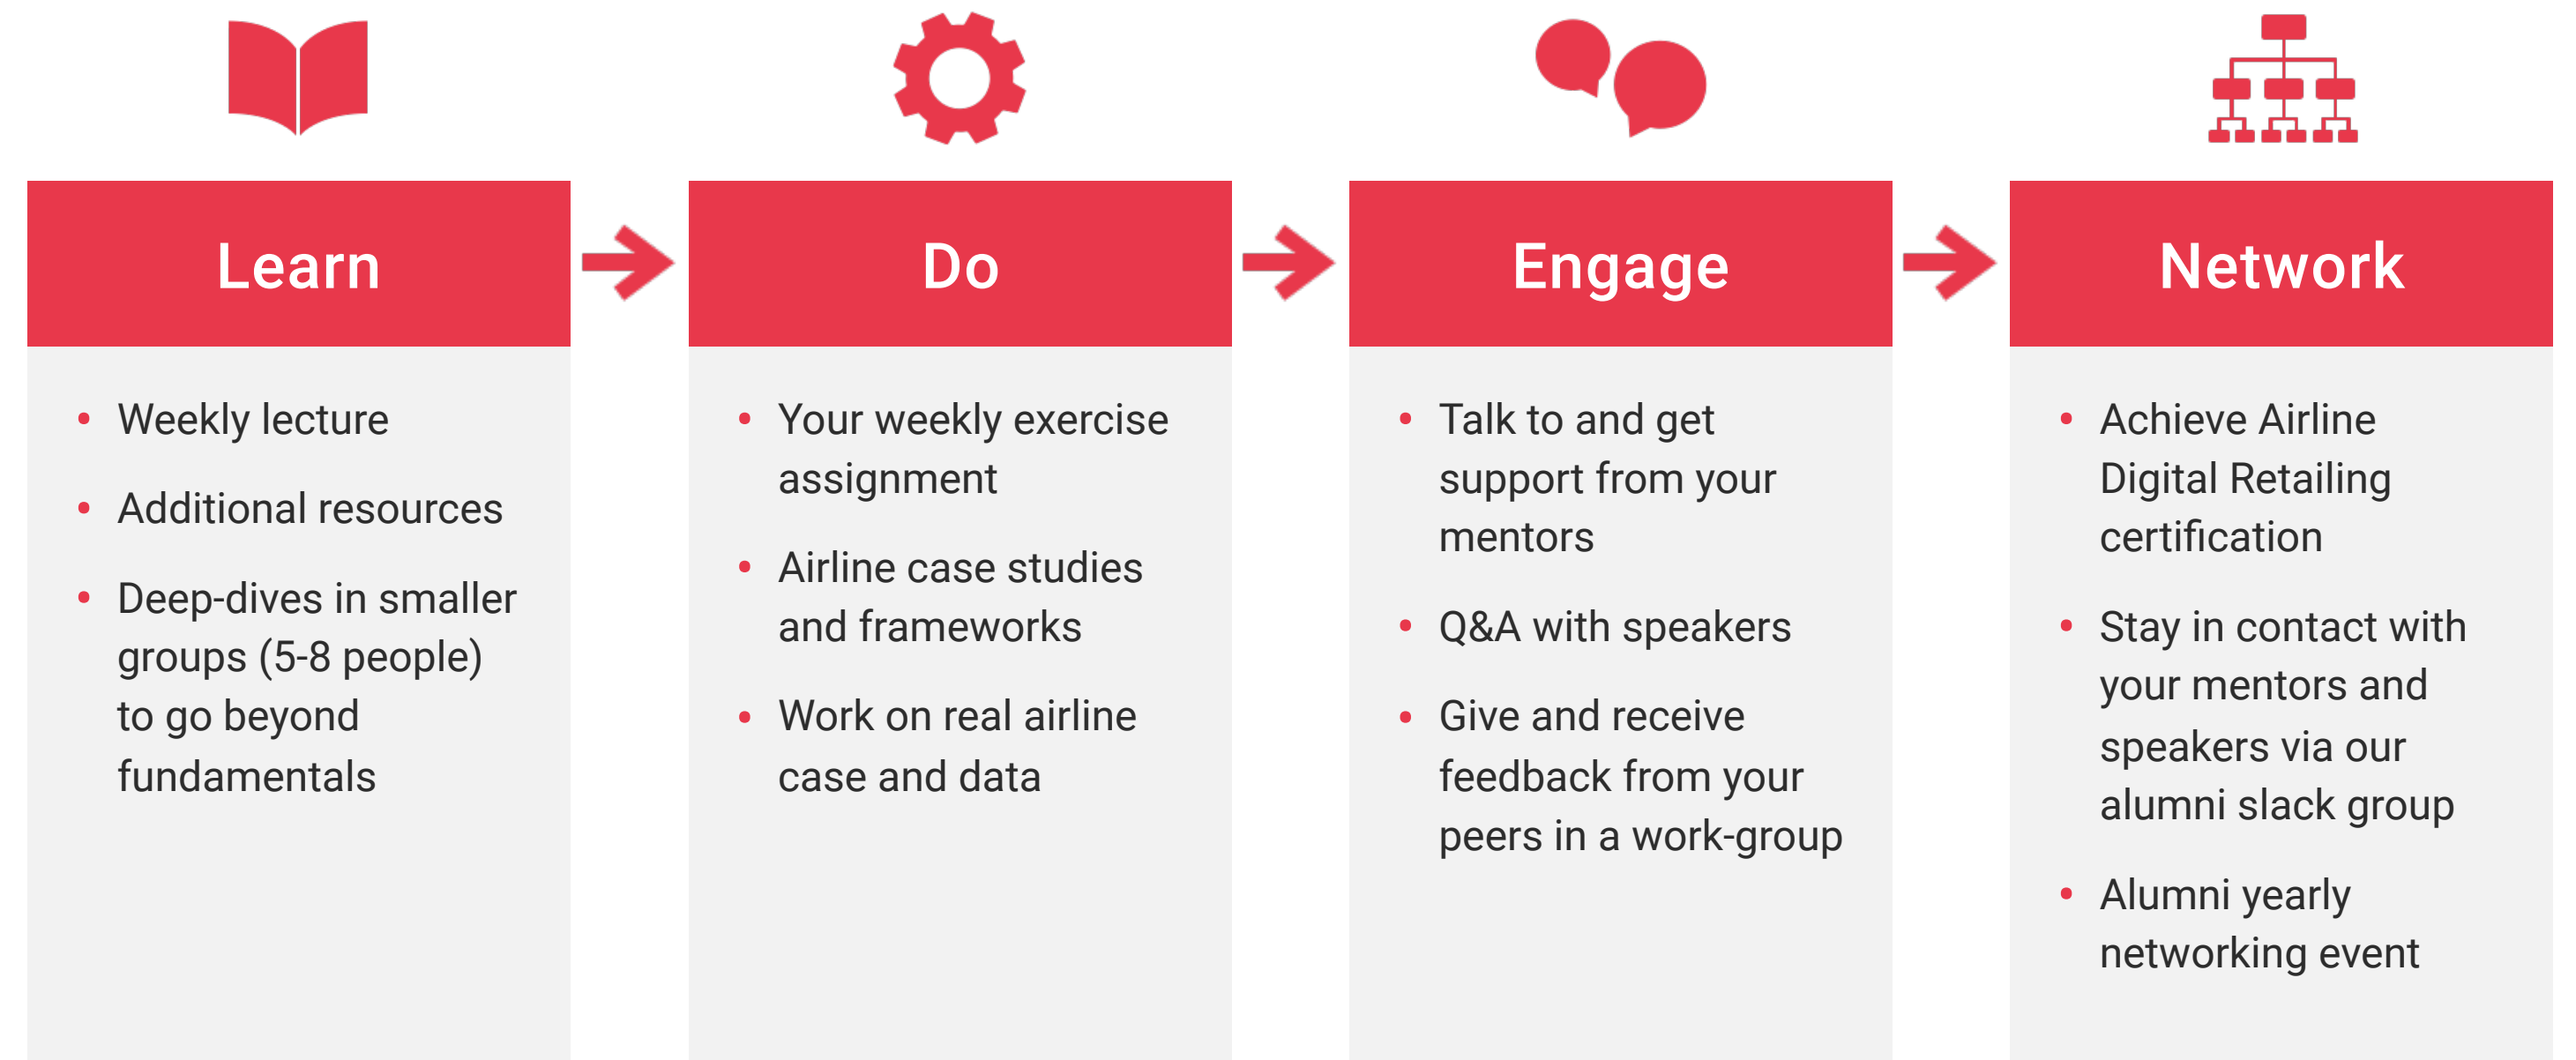 Learn
Weekly lecture
Additional resources
Deep-dives in smaller
groups (5-8 people)
to go beyond
fundamentals
Do
Your weekly exercise
assignment
Airline case studies
and frameworks
Work on real airline
case and data
Engage
Talk to and get
support from your
mentors
Q&A with speakers
Give and receive
feedback from your
peers in a work-group
Network
Achieve Airline
Digital Retailing
certification
Stay in contact with
your mentors and
speakers via our
alumni slack group
Alumni yearly
networking event